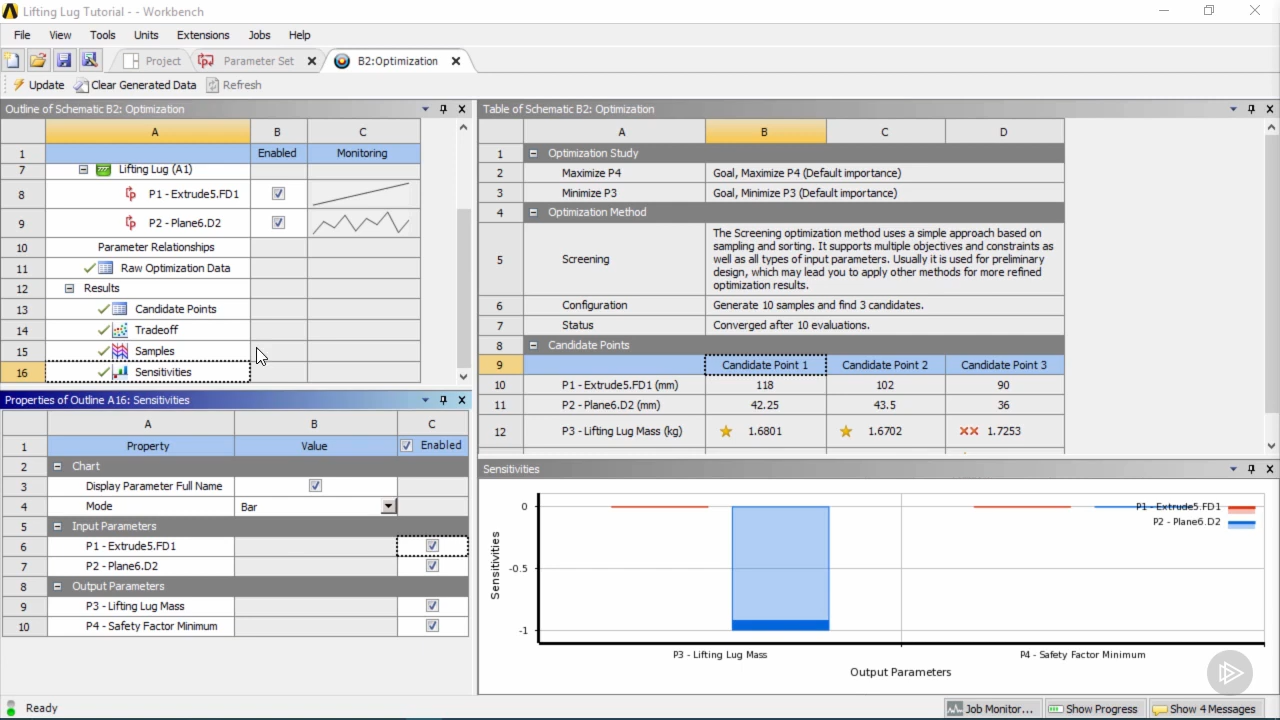 Lifting Lug Tutorial - - Workbench
File View Tools Units Extensions Jobs Help
Project Parameter Set B2:Optimization
Update Clear Generated Data Refresh
Outline of Schematic B2: Optimization
A B C
1 Enabled Monitoring
7 Lifting Lug (A1)
8 P1 - Extrude5.FD1
9 P2 - Plane6.D2
10 Parameter Relationships
11 Raw Optimization Data
12 Results
13 Candidate Points
14 Tradeoff
15 Samples
16 Sensitivities
Properties of Outline A16: Sensitivities
A B C
1 Property Value Enabled
2 Chart
3 Display Parameter Full Name
4 Mode Bar
5 Input Parameters
6 P1 - Extrude5.FD1
7 P2 - Plane6.D2
8 Output Parameters
9 P3 - Lifting Lug Mass
10 P4 - Safety Factor Minimum
Table of Schematic B2: Optimization
A B C D
1 Optimization Study
2 Maximize P4 Goal, Maximize P4 (Default importance)
3 Minimize P3 Goal, Minimize P3 (Default importance)
4 Optimization Method
5 Screening The Screening optimization method uses a simple approach based on
sampling and sorting. It supports multiple objectives and constraints as
well as all types of input parameters. Usually it is used for preliminary
design, which may lead you to apply other methods for more refined
optimization results.
6 Configuration Generate 10 samples and find 3 candidates.
7 Status Converged after 10 evaluations.
8 Candidate Points
9 Candidate Point 1 Candidate Point 2 Candidate Point 3
10 P1 - Extrude5.FD1 (mm) 118 102 90
11 P2 - Plane6.D2 (mm) 42.25 43.5 36
12 P3 - Lifting Lug Mass (kg) 1.6801 1.6702 1.7253
Sensitivities
0
-0.5
-1
Sensitivities
P1 - Extrude5.FD1
P2 - Plane6.D2
P3 - Lifting Lug Mass P4 - Safety Factor Minimum
Output Parameters
Ready Job Monitor... Show Progress Show 4 Messages